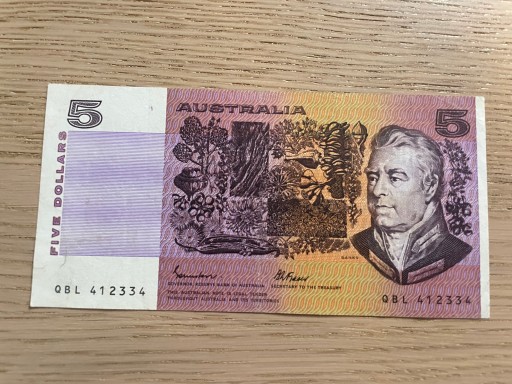 5
AUSTRALIA
5
FIVE DOLLARS
GOVERNOR, RESERVE BANK OF AUSTRALIA
SECRETARY TO THE TREASURY
THIS AUSTRALIAN NOTE IS LEGAL TENDER
THROUGHOUT AUSTRALIA AND ITS TERRITORIES
QBL 412334
QBL 412334